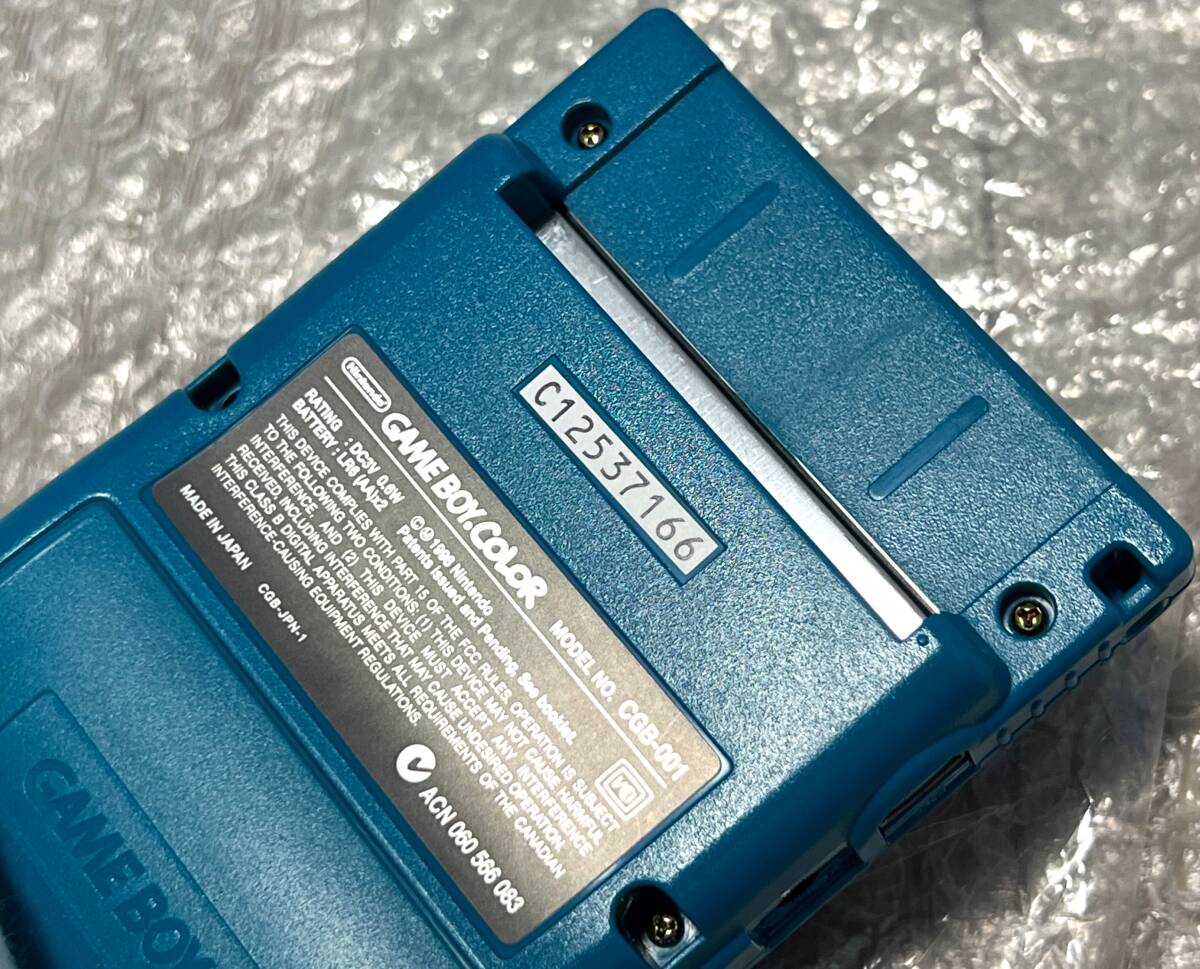 C12537166
Nintendo
GAME BOY COLOR
MODEL NO. CGB-001
RATING : DC3V 0.6W
BATTERY : LR6 (AA)X2
© ℗ 1998 Nintendo
Patents Issued and Pending. See booklet.
THIS DEVICE COMPLIES WITH PART 15 OF THE FCC RULES, OPERATION IS SUBJECT
TO THE FOLLOWING TWO CONDITIONS, (1) THIS DEVICE MAY NOT CAUSE HARMFUL
INTERFERENCE, AND (2) THIS DEVICE MUST ACCEPT ANY INTERFERENCE
RECEIVED, INCLUDING INTERFERENCE THAT MAY CAUSE UNDESIRED OPERATION.
THIS CLASS B DIGITAL APPARATUS MEETS ALL REQUIREMENTS OF THE CANADIAN
INTERFERENCE-CAUSING EQUIPMENT REGULATIONS.
MADE IN JAPAN
CGB-JPN-1
ACN 060 566 083
GAME BOY